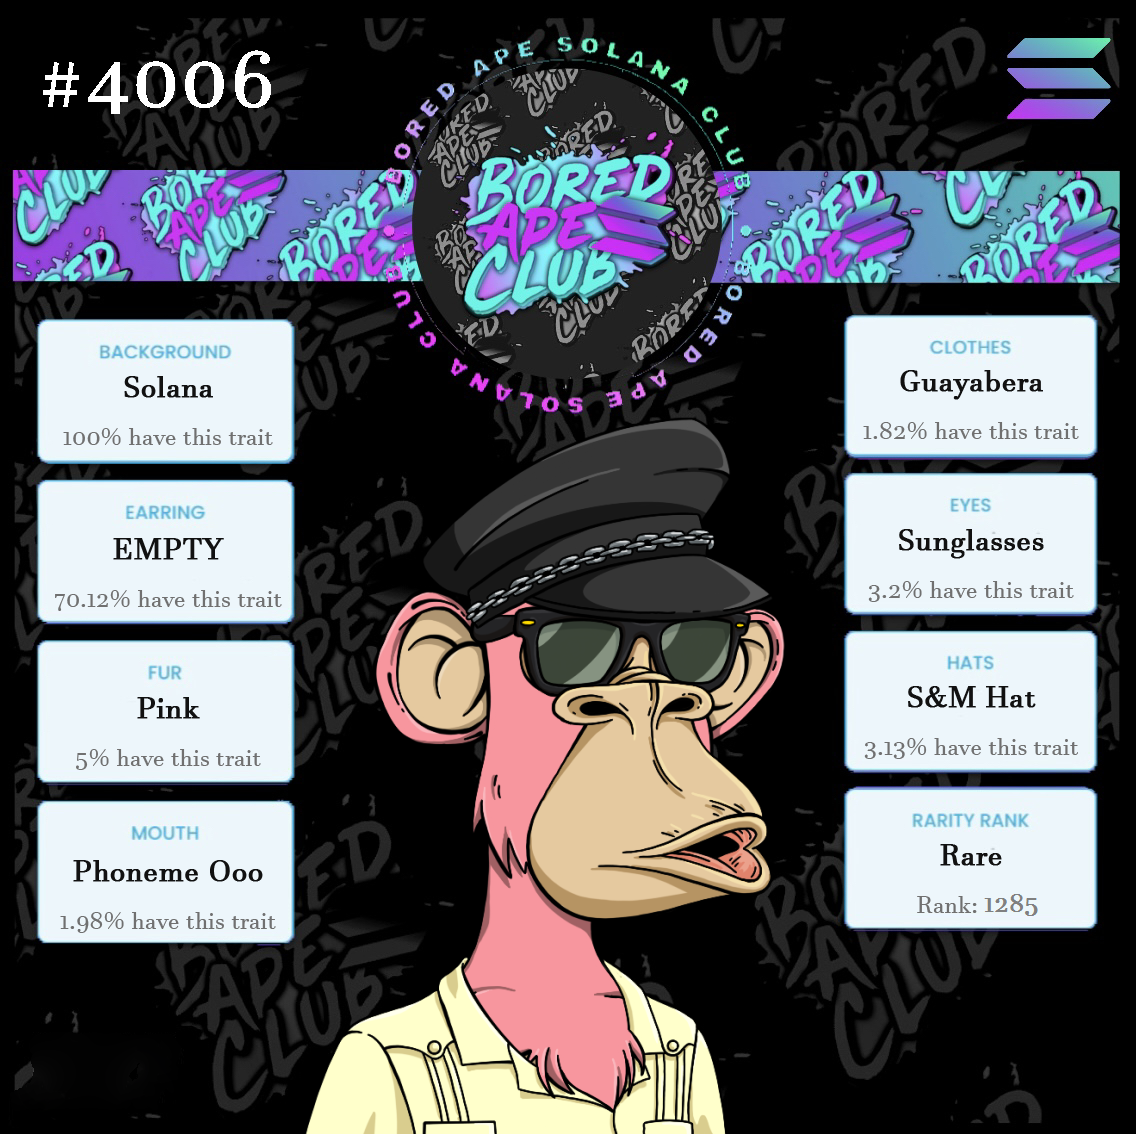 #4006
BORED APE SOLANA CLUB
BORED APE SOLANA CLUB
BORED
APE
CLUB
BACKGROUND
Solana
100% have this trait
EARRING
EMPTY
70.12% have this trait
FUR
Pink
5% have this trait
MOUTH
Phoneme Ooo
1.98% have this trait
CLOTHES
Guayabera
1.82% have this trait
EYES
Sunglasses
3.2% have this trait
HATS
S&M Hat
3.13% have this trait
RARITY RANK
Rare
Rank: 1285